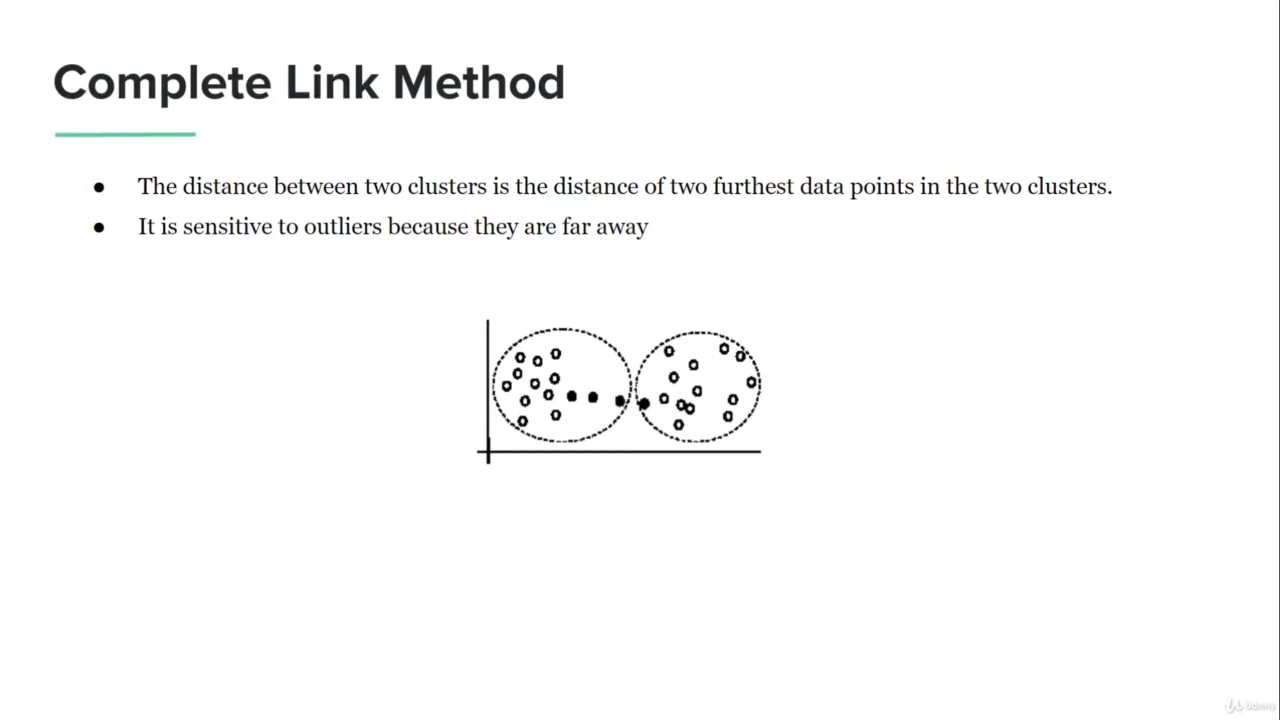 Complete Link Method
● The distance between two clusters is the distance of two furthest data points in the two clusters.
● It is sensitive to outliers because they are far away
Udemy